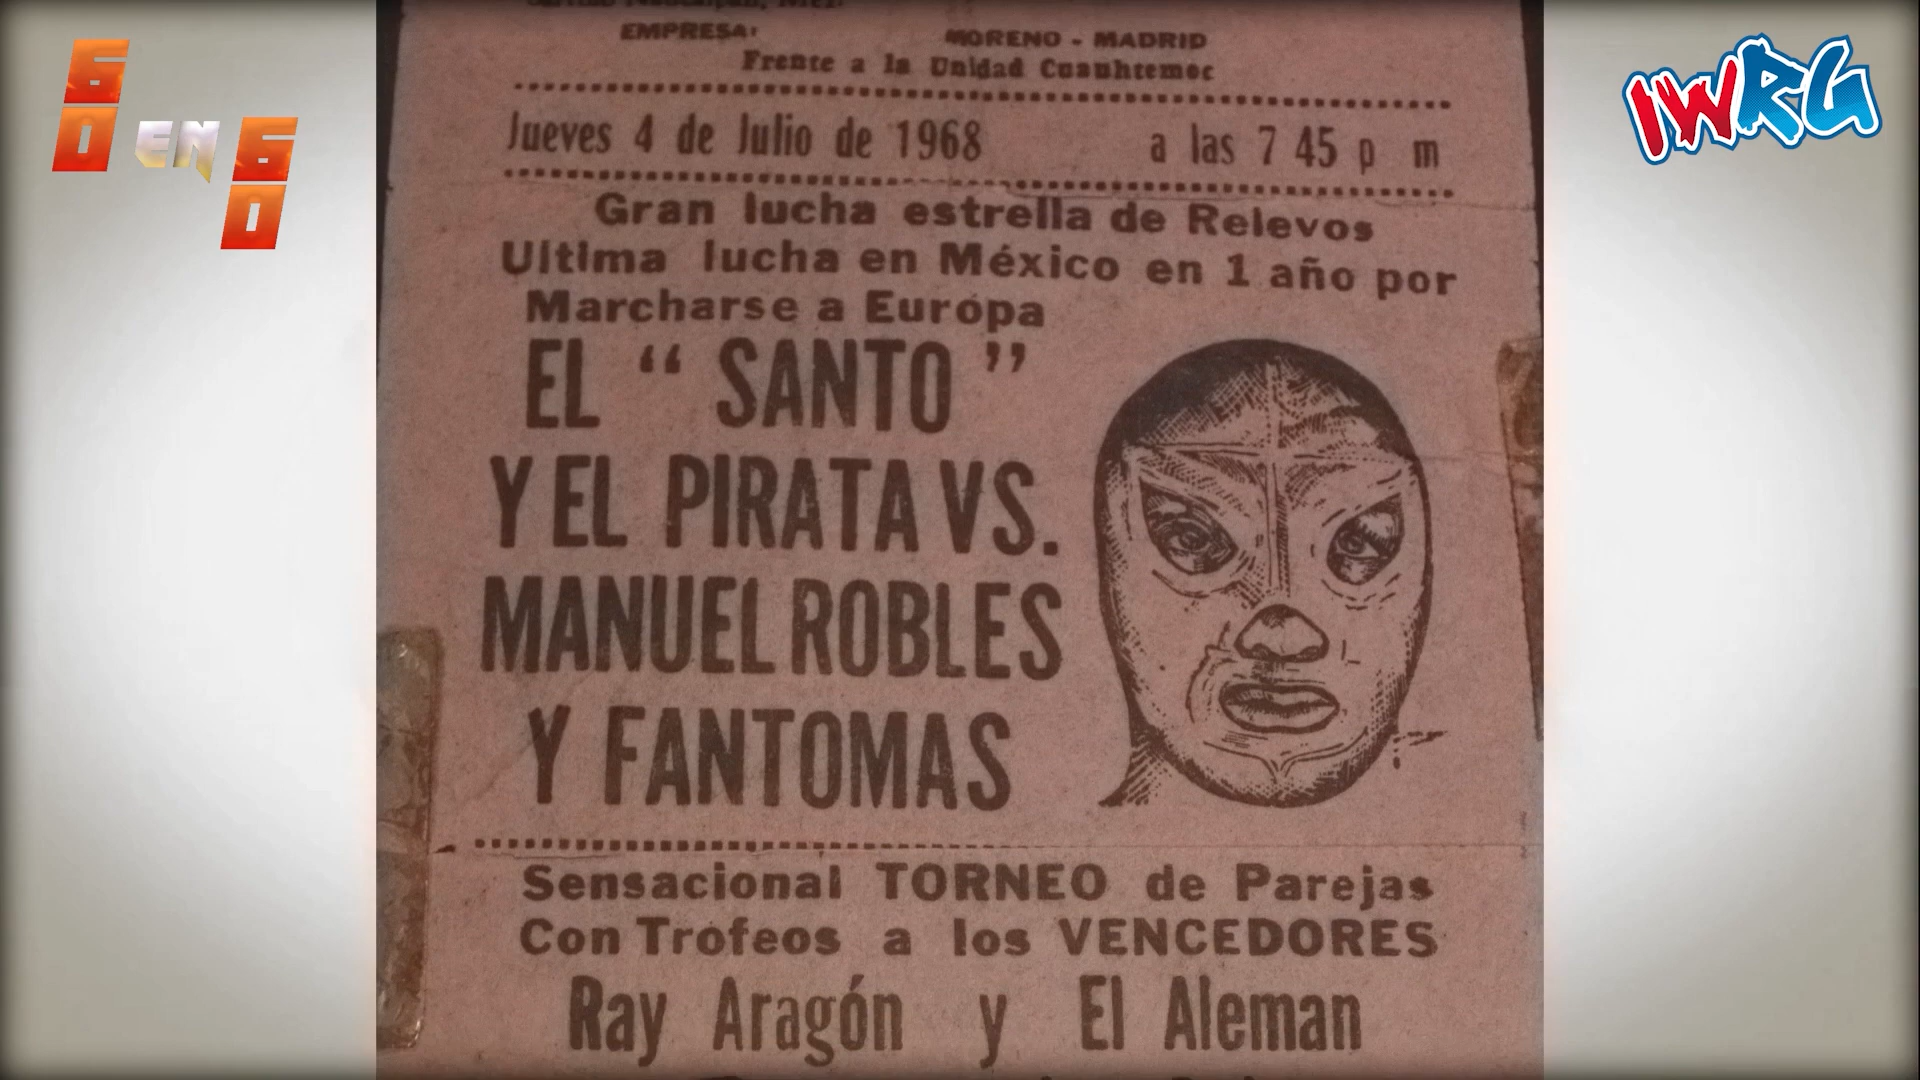 60 EN 60
IWRG
EMPRESA: MORENO - MADRID
Frente a la Unidad Cuauhtemoc
Jueves 4 de Julio de 1968 a las 7 45 p m
Gran lucha estrella de Relevos
Ultima lucha en México en 1 año por
Marcharse a Európa
EL “ SANTO ”
Y EL PIRATA VS.
MANUEL ROBLES
Y FANTOMAS
Sensacional TORNEO de Parejas
Con Trofeos a los VENCEDORES
Ray Aragón y El Aleman